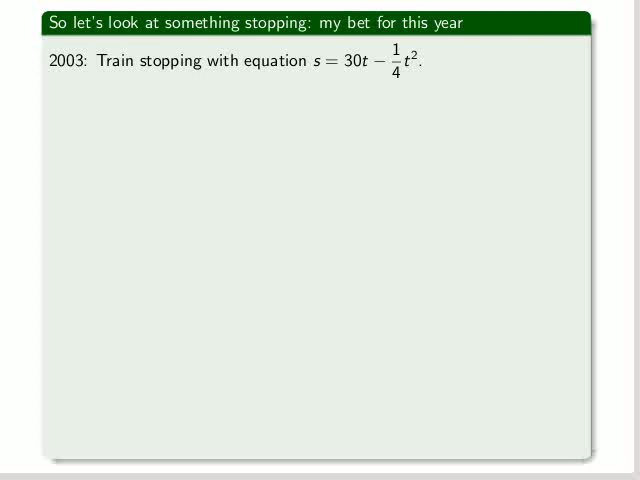 So let's look at something stopping: my bet for this year
2003: Train stopping with equation s = 30t − 1/4 t².